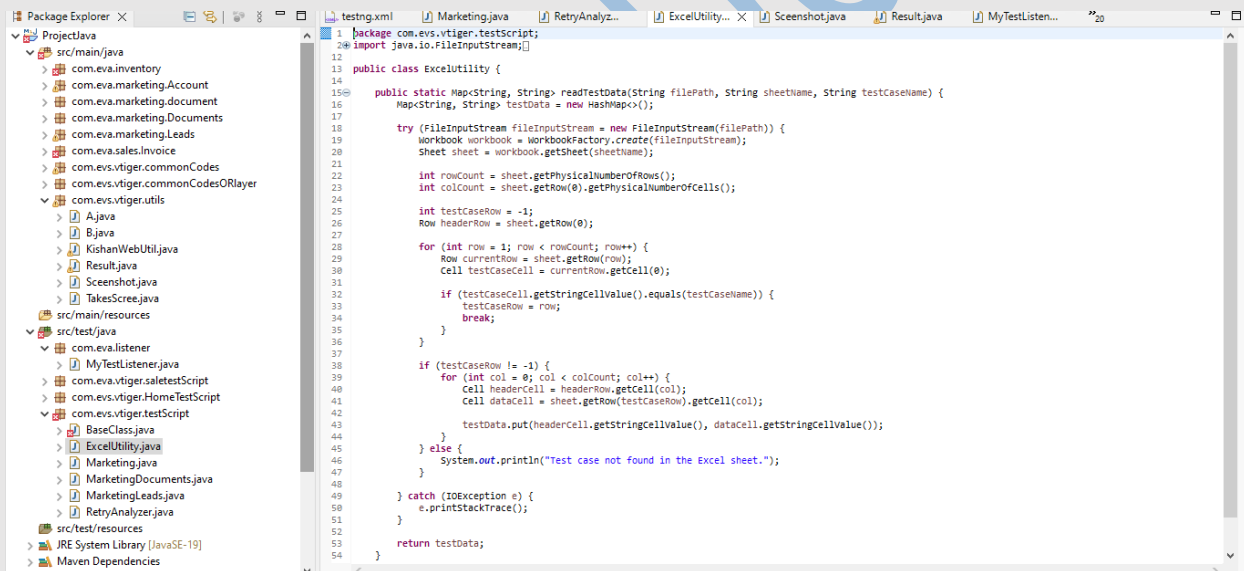 Package Explorer
ProjectJava
src/main/java
com.eva.inventory
com.eva.marketing.Account
com.eva.marketing.document
com.eva.marketing.Documents
com.eva.marketing.Leads
com.eva.sales.Invoice
com.evs.vtiger.commonCodes
com.evs.vtiger.commonCodesORlayer
com.evs.vtiger.utils
A.java
B.java
KishanWebUtil.java
Result.java
Sceenshot.java
TakesScree.java
src/main/resources
src/test/java
com.eva.listener
MyTestListener.java
com.eva.vtiger.saletestScript
com.evs.vtiger.HomeTestScript
com.evs.vtiger.testScript
BaseClass.java
ExcelUtility.java
Marketing.java
MarketingDocuments.java
MarketingLeads.java
RetryAnalyzer.java
src/test/resources
JRE System Library [JavaSE-19]
Maven Dependencies
testng.xml Marketing.java RetryAnalyz... ExcelUtility... Sceenshot.java Result.java MyTestListen... »20
1 package com.evs.vtiger.testScript;
2 import java.io.FileInputStream;
12
13 public class ExcelUtility {
14
15 public static Map<String, String> readTestData(String filePath, String sheetName, String testCaseName) {
16 Map<String, String> testData = new HashMap<>();
17
18 try (FileInputStream fileInputStream = new FileInputStream(filePath)) {
19 Workbook workbook = WorkbookFactory.create(fileInputStream);
20 Sheet sheet = workbook.getSheet(sheetName);
21
22 int rowCount = sheet.getPhysicalNumberOfRows();
23 int colCount = sheet.getRow(0).getPhysicalNumberOfCells();
24
25 int testCaseRow = -1;
26 Row headerRow = sheet.getRow(0);
27
28 for (int row = 1; row < rowCount; row++) {
29 Row currentRow = sheet.getRow(row);
30 Cell testCaseCell = currentRow.getCell(0);
31
32 if (testCaseCell.getStringCellValue().equals(testCaseName)) {
33 testCaseRow = row;
34 break;
35 }
36 }
37
38 if (testCaseRow != -1) {
39 for (int col = 0; col < colCount; col++) {
40 Cell headerCell = headerRow.getCell(col);
41 Cell dataCell = sheet.getRow(testCaseRow).getCell(col);
42
43 testData.put(headerCell.getStringCellValue(), dataCell.getStringCellValue());
44 }
45 } else {
46 System.out.println("Test case not found in the Excel sheet.");
47 }
48
49 } catch (IOException e) {
50 e.printStackTrace();
51 }
52
53 return testData;
54 }